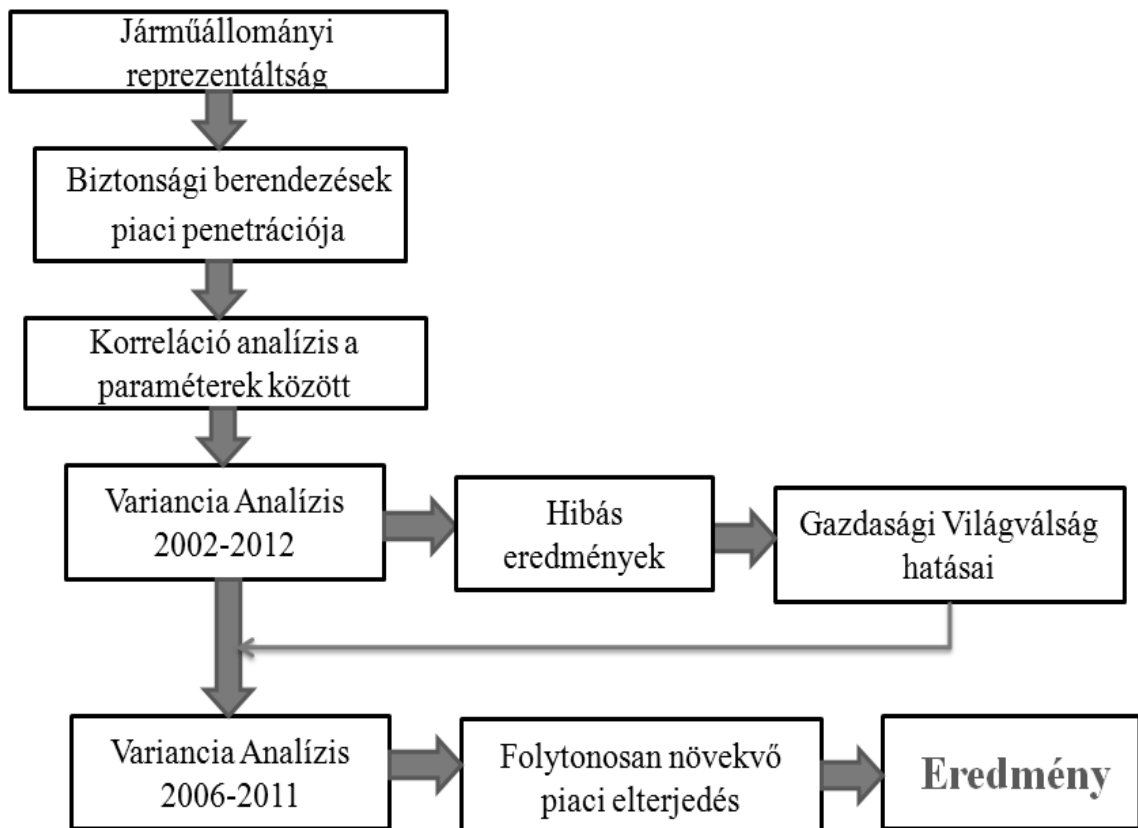 Járműállományi
reprezentáltság
Biztonsági berendezések
piaci penetrációja
Korreláció analízis a
paraméterek között
Variancia Analízis
2002-2012
Hibás
eredmények
Gazdasági Világválság
hatásai
Variancia Analízis
2006-2011
Folytonosan növekvő
piaci elterjedés
Eredmény